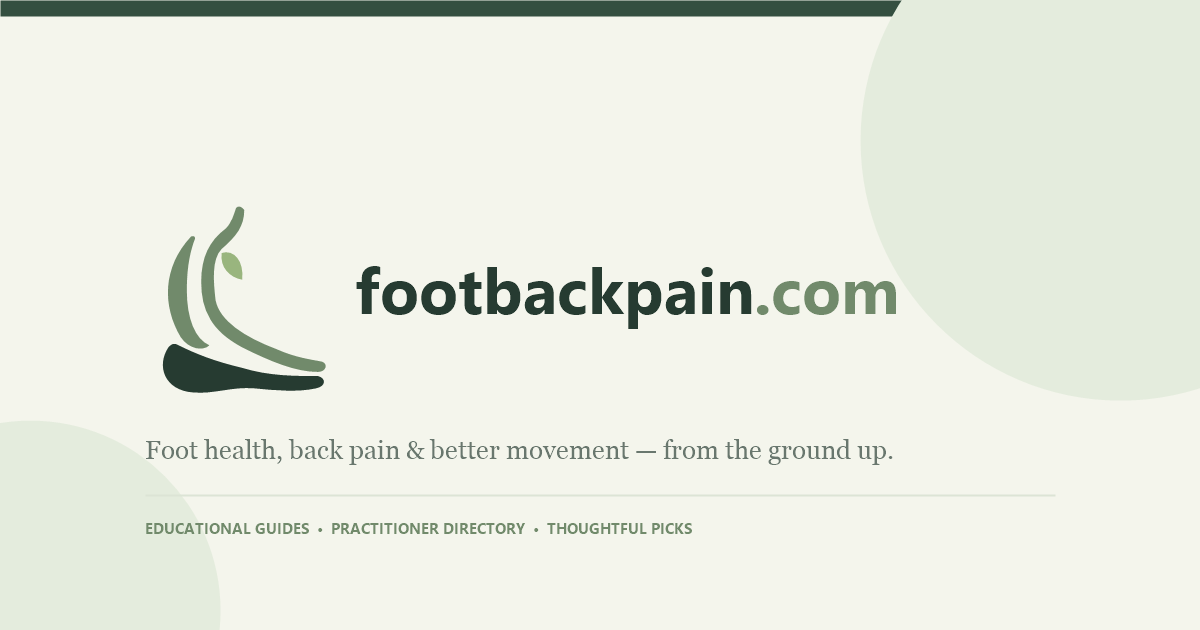 footbackpain.com
Foot health, back pain & better movement — from the ground up.
EDUCATIONAL GUIDES • PRACTITIONER DIRECTORY • THOUGHTFUL PICKS